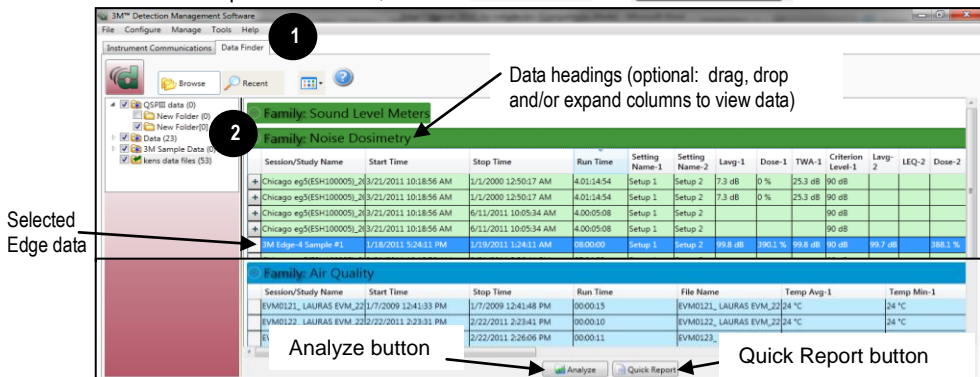 3M™ Detection Management Software
File Configure Manage Tools Help
1
Instrument Communications Data Finder
Browse Recent
Data headings (optional: drag, drop
and/or expand columns to view data)
QSPIII data (0)
New Folder (0)
New Folder[0]
Data (23)
3M Sample Data (0)
kens data files (53)
2
Family: Sound Level Meters
Family: Noise Dosimetry
Session/Study Name Start Time Stop Time Run Time Setting Name-1 Setting Name-2 Lavg-1 Dose-1 TWA-1 Criterion Level-1 Lavg-2 LEQ-2 Dose-2
Chicago eg5(ESH100005)_20 3/21/2011 10:18:56 AM 1/1/2000 12:50:17 AM 4.01:14:54 Setup 1 Setup 2 7.3 dB 0 % 25.3 dB 90 dB
Chicago eg5(ESH100005)_20 3/21/2011 10:18:56 AM 1/1/2000 12:50:17 AM 4.01:14:54 Setup 1 Setup 2 7.3 dB 0 % 25.3 dB 90 dB
Chicago eg5(ESH100005)_20 3/21/2011 10:18:56 AM 6/11/2011 10:05:34 AM 4.00:05:08 Setup 1 Setup 2 90 dB
Chicago eg5(ESH100005)_20 3/21/2011 10:18:56 AM 6/11/2011 10:05:34 AM 4.00:05:08 Setup 1 Setup 2 90 dB
Selected
Edge data
3M Edge-4 Sample #1 1/18/2011 5:24:11 PM 1/19/2011 1:24:11 AM 08:00:00 Setup 1 Setup 2 99.8 dB 390.1 % 99.8 dB 90 dB 99.7 dB 388.1 %
Family: Air Quality
Session/Study Name Start Time Stop Time Run Time File Name Temp Avg-1 Temp Min-1
EVM0121_ LAURAS EVM_22 1/7/2009 12:41:33 PM 1/7/2009 12:41:48 PM 00:00:15 EVM0121_ LAURAS EVM_22 24 °C 24 °C
EVM0122_ LAURAS EVM_22 2/22/2011 2:23:31 PM 2/22/2011 2:23:41 PM 00:00:10 EVM0122_ LAURAS EVM_22 24 °C 24 °C
2/22/2011 2:26:06 PM 00:00:11 EVM0123_
Analyze button
Quick Report button
Analyze Quick Report